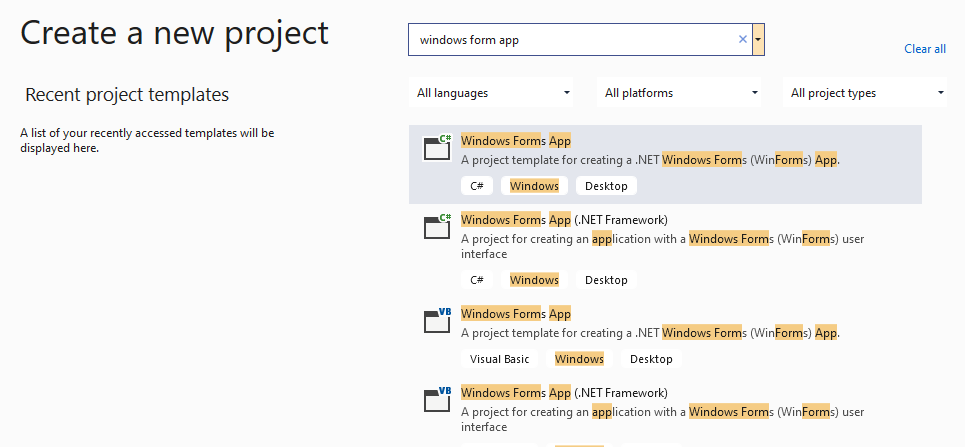 Create a new project
windows form app
Clear all
Recent project templates
All languages
All platforms
All project types
A list of your recently accessed templates will be
displayed here.
C#
Windows Forms App
A project template for creating a .NET Windows Forms (WinForms) App.
C# Windows Desktop
C#
Windows Forms App (.NET Framework)
A project for creating an application with a Windows Forms (WinForms) user
interface
C# Windows Desktop
VB
Windows Forms App
A project template for creating a .NET Windows Forms (WinForms) App.
Visual Basic Windows Desktop
VB
Windows Forms App (.NET Framework)
A project for creating an application with a Windows Forms (WinForms) user
interface